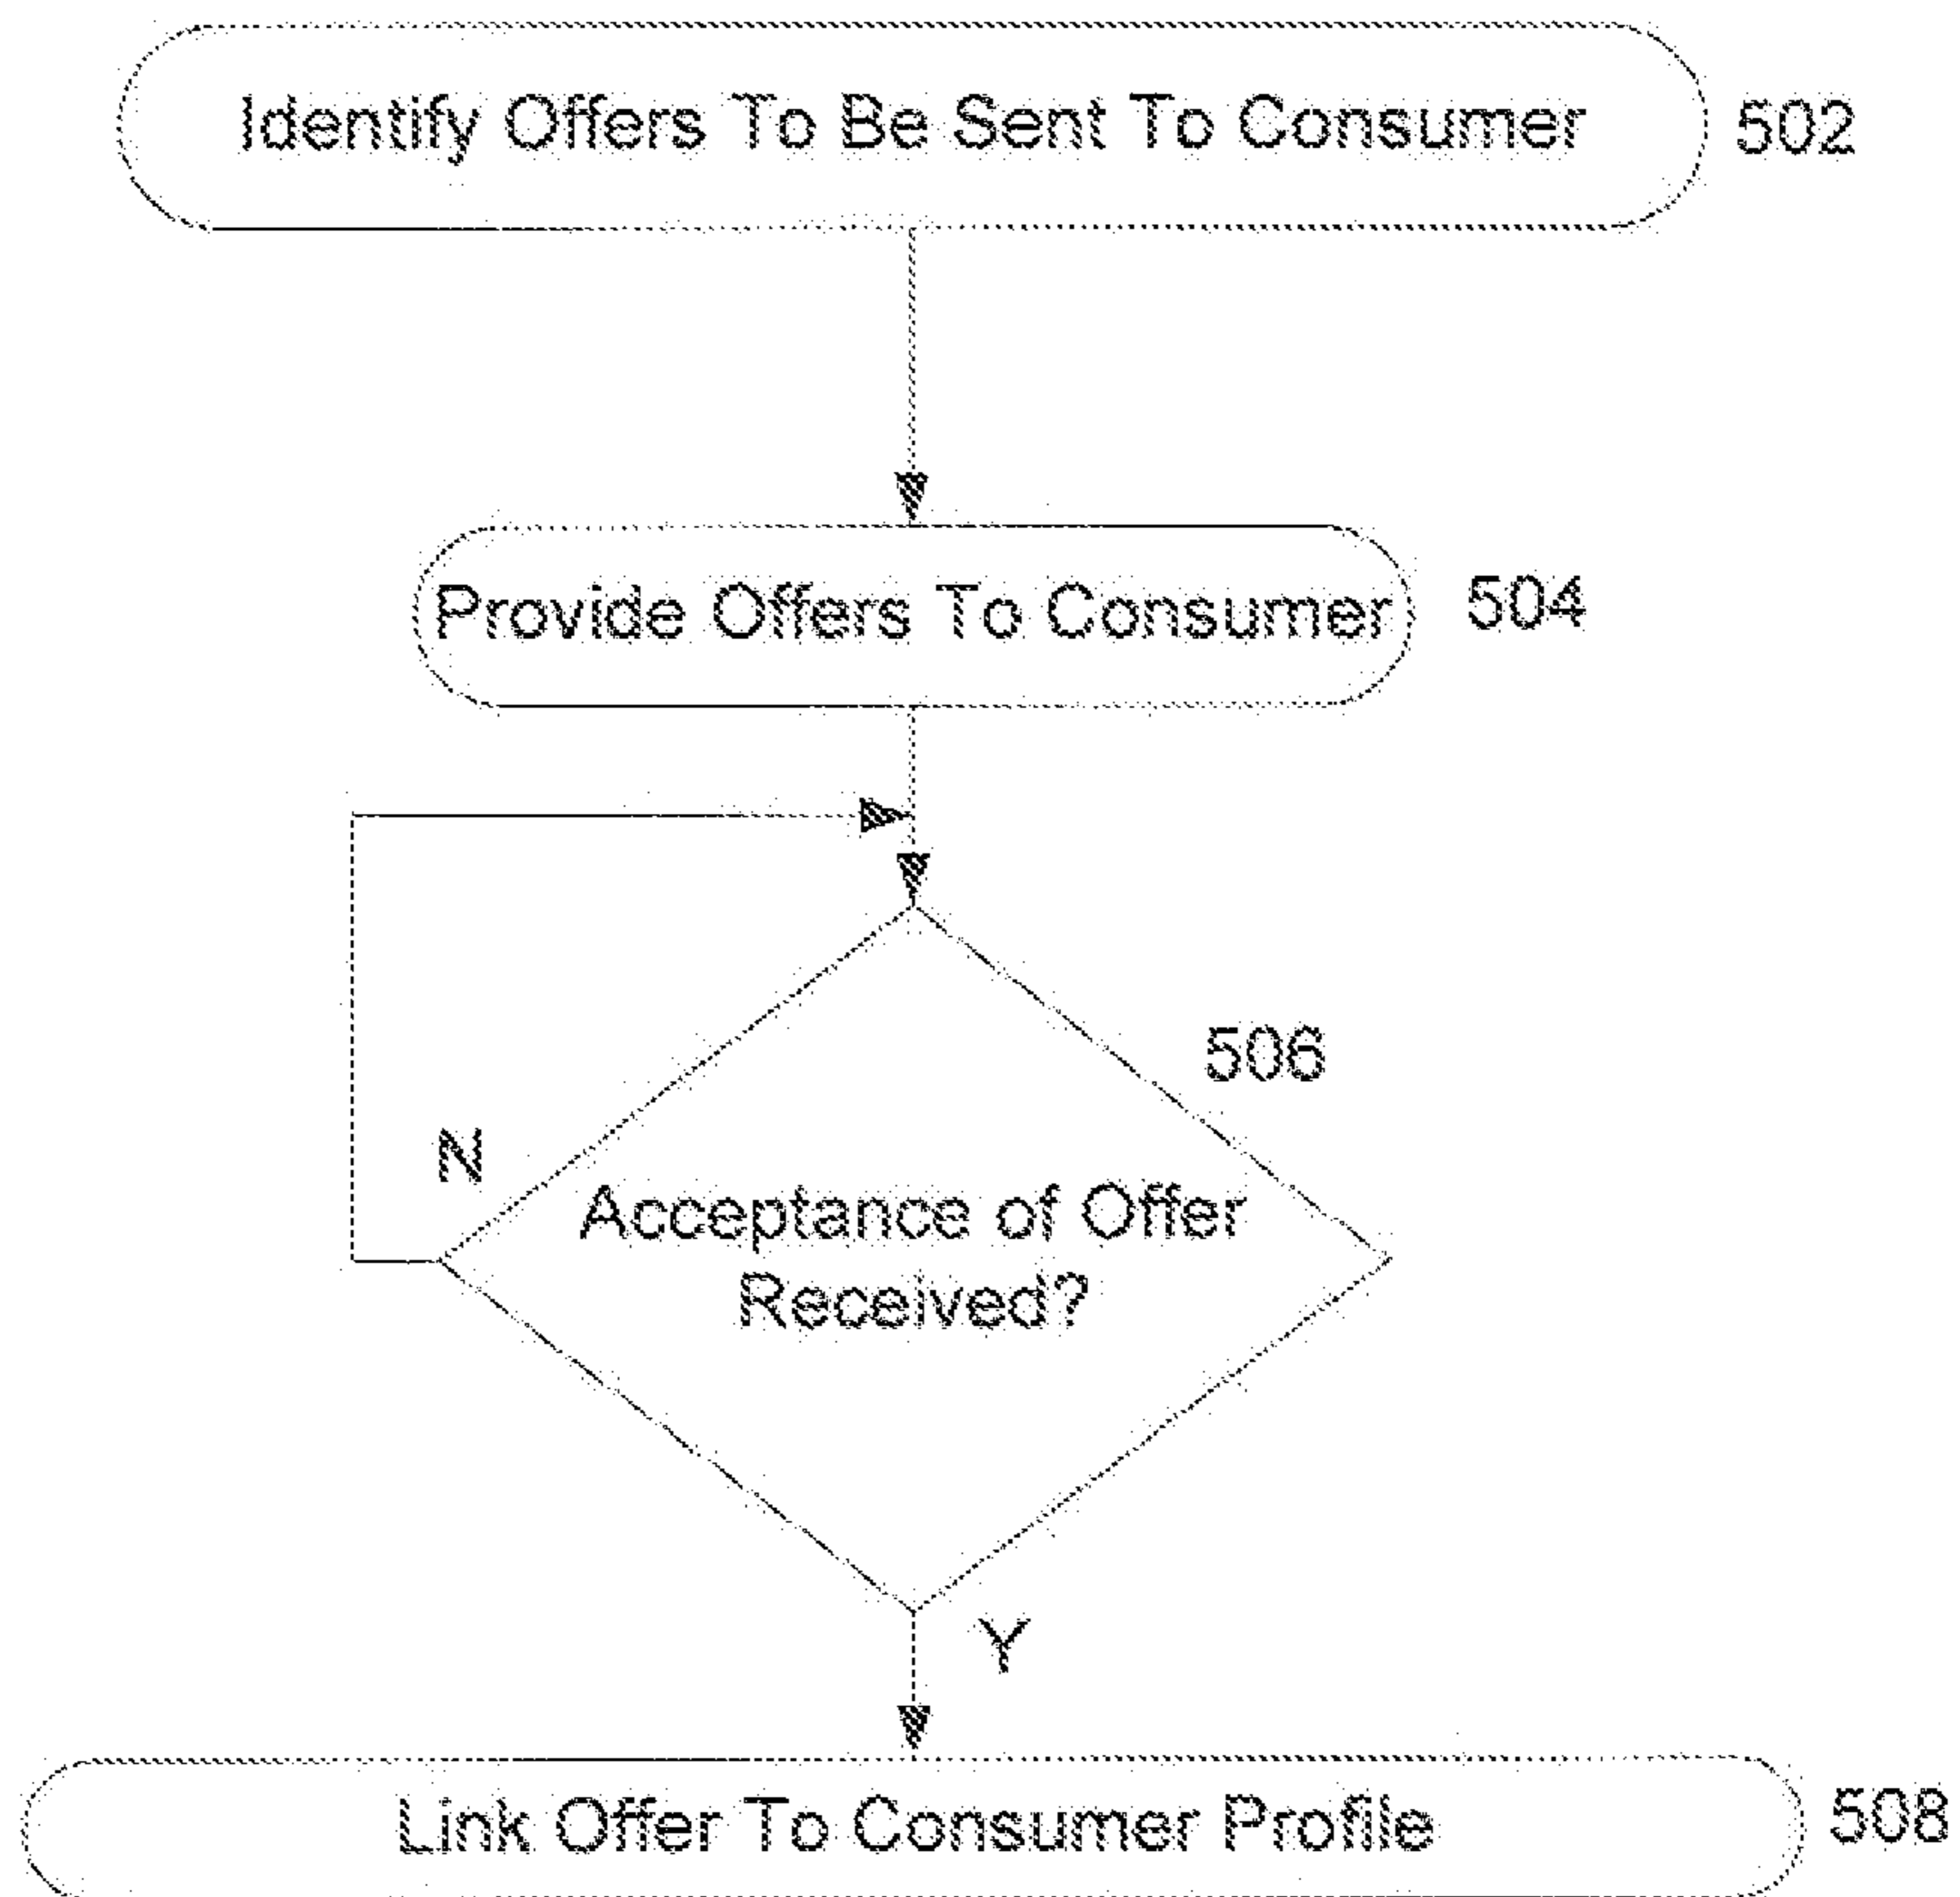 Identify Offers To Be Sent To Consumer
502
Provide Offers To Consumer
504
506
N
Acceptance of Offer
Received?
Y
Link Offer To Consumer Profile
508